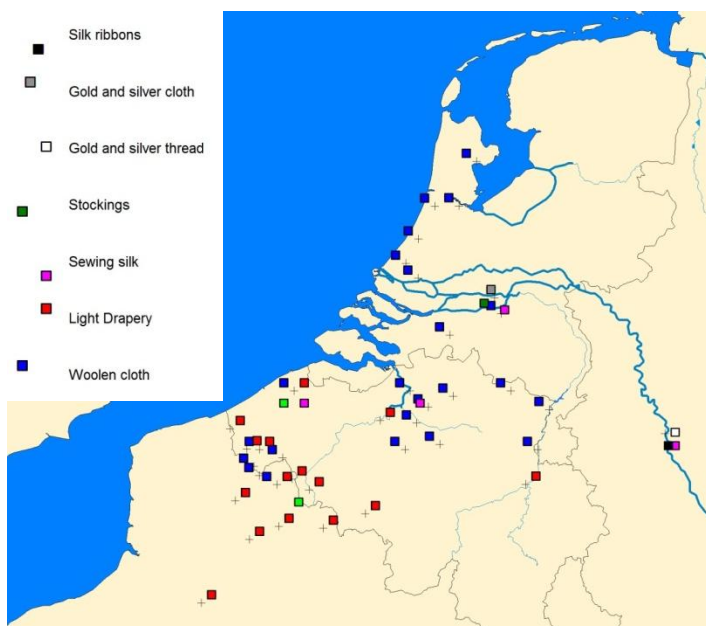 Silk ribbons
Gold and silver cloth
Gold and silver thread
Stockings
Sewing silk
Light Drapery
Woolen cloth